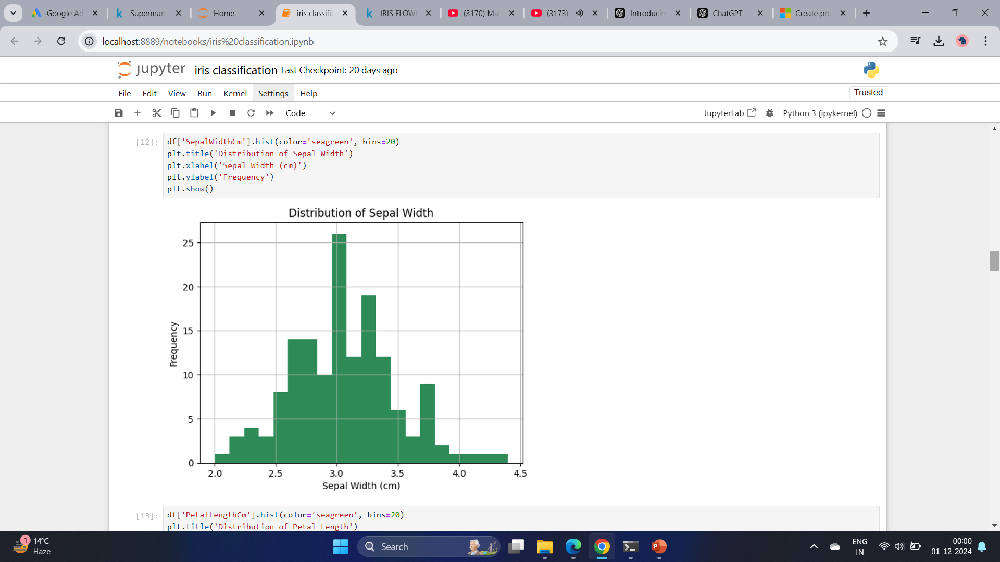 Google Ad
Supermart
Home
iris classific
IRIS FLOW
(3170) Mar
(3173)
Introducin
ChatGPT
Create pro
localhost:8889/notebooks/iris%20classification.ipynb
jupyter iris classification Last Checkpoint: 20 days ago
File Edit View Run Kernel Settings Help Trusted
Code JupyterLab Python 3 (ipykernel)
[12]: df['SepalWidthCm'].hist(color='seagreen', bins=20)
plt.title('Distribution of Sepal Width')
plt.xlabel('Sepal Width (cm)')
plt.ylabel('Frequency')
plt.show()
Distribution of Sepal Width
25
20
15
10
5
0
Frequency
2.0 2.5 3.0 3.5 4.0 4.5
Sepal Width (cm)
[13]: df['PetalLengthCm'].hist(color='seagreen', bins=20)
plt.title('Distribution of Petal Length')
1
14°C
Haze
Search
P
ENG
IN
00:00
01-12-2024